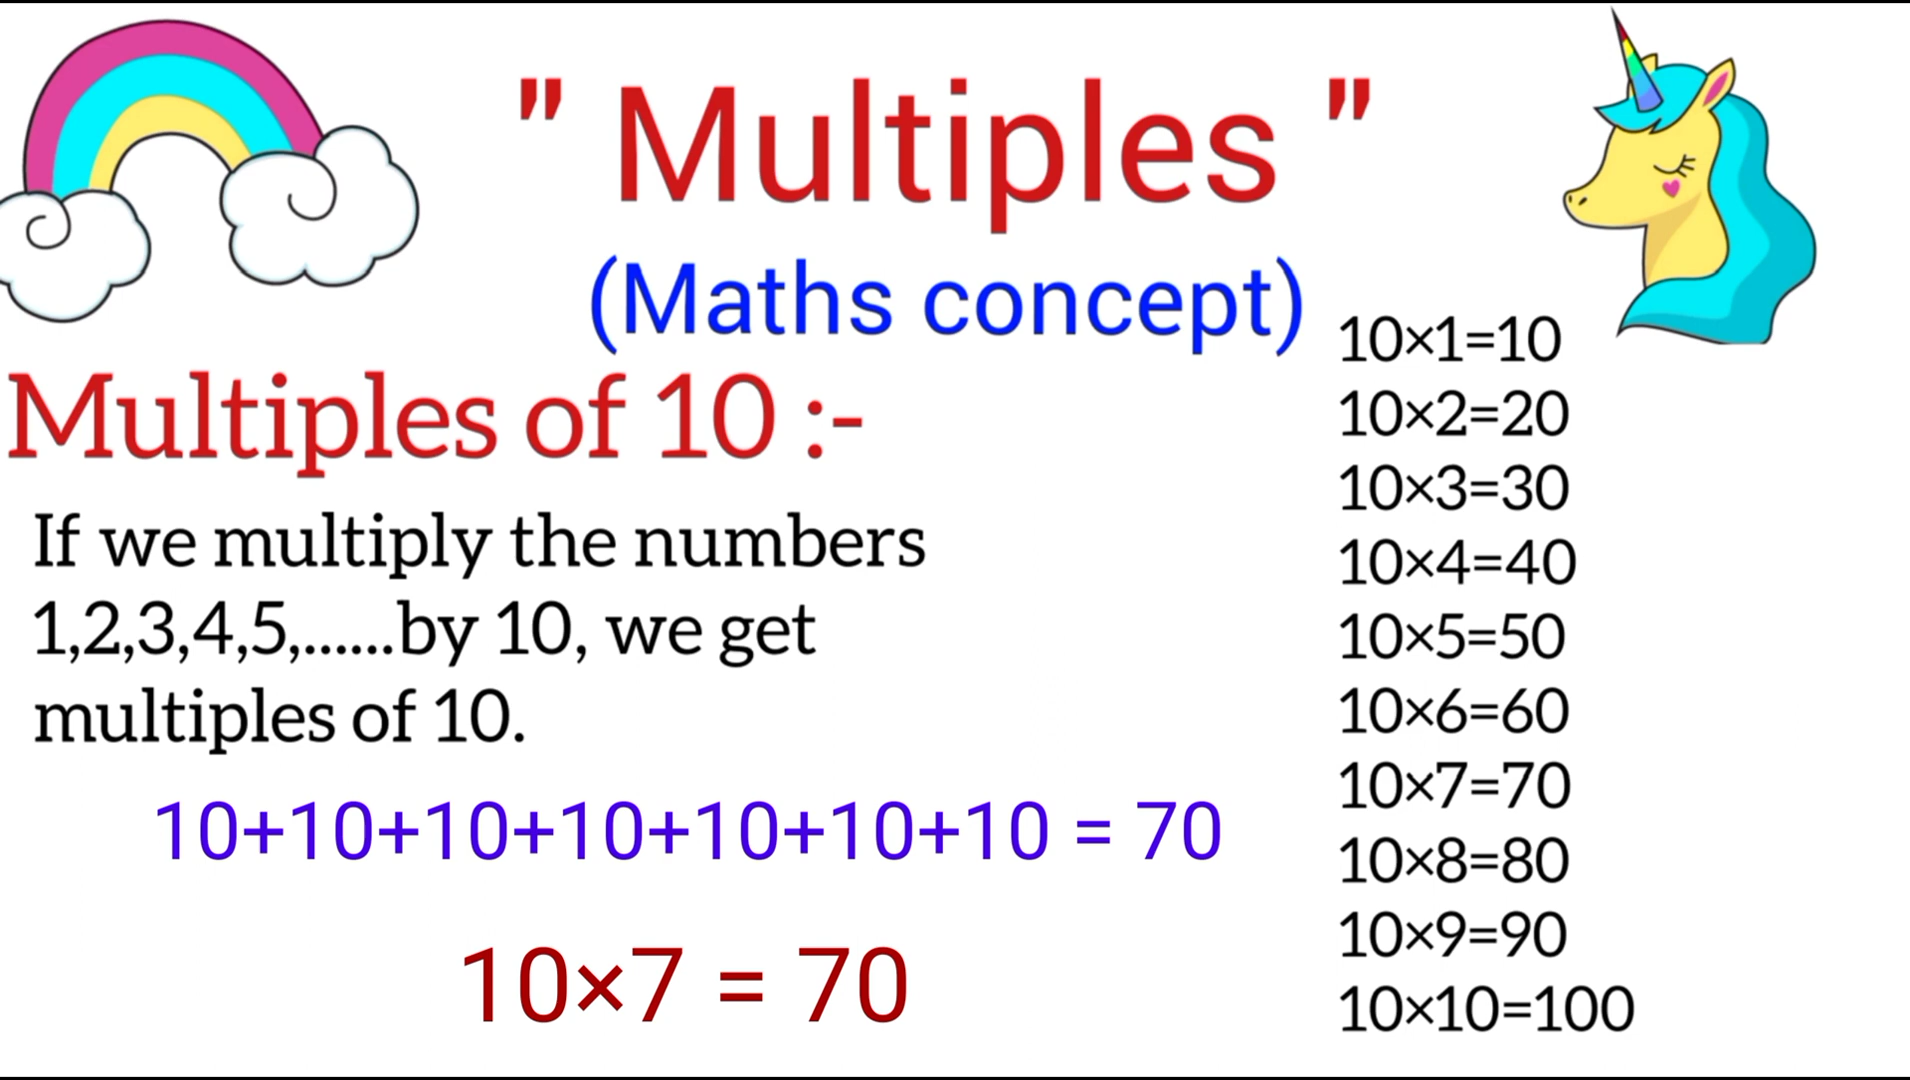 " Multiples "
(Maths concept)
Multiples of 10 :-
If we multiply the numbers
1,2,3,4,5,......by 10, we get
multiples of 10.
10+10+10+10+10+10+10 = 70
10×7 = 70
10×1=10
10×2=20
10×3=30
10×4=40
10×5=50
10×6=60
10×7=70
10×8=80
10×9=90
10×10=100